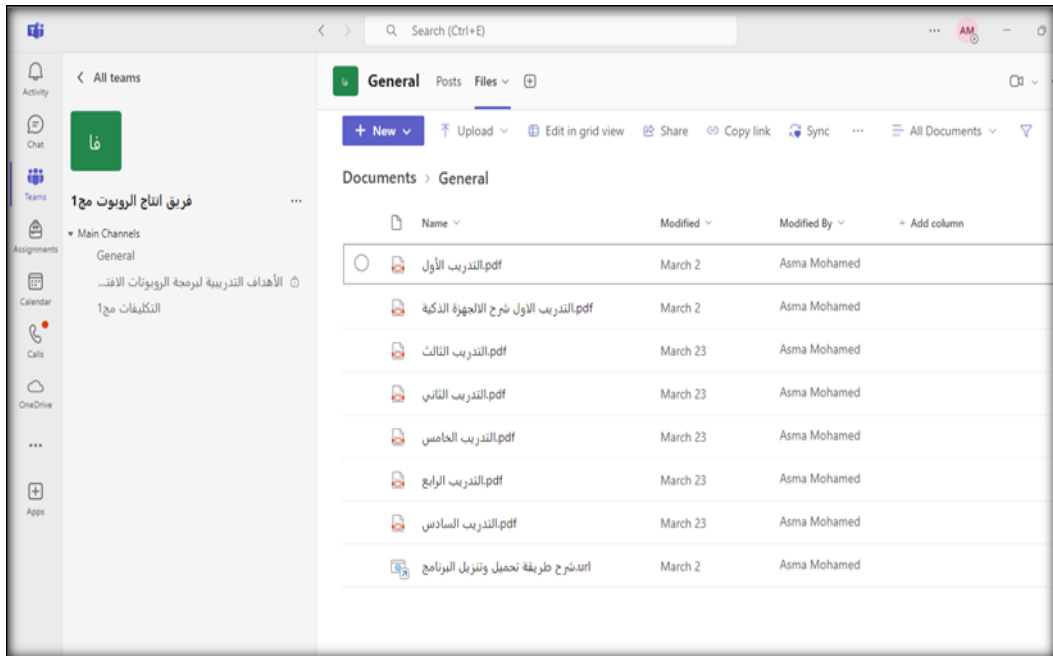 Search (Ctrl+E)
AM
Activity
Chat
Teams
Assignments
Calendar
Calls
OneDrive
Apps
All teams
فا
فريق انتاج الروبوت مج1
Main Channels
General
الأهداف التدريبية لبرمجة الروبوتات الافتـ...
التكليفات مج1
فا General Posts Files
New Upload Edit in grid view Share Copy link Sync ... All Documents
Documents > General
Name Modified Modified By + Add column
التدريب الأول.pdf March 2 Asma Mohamed
التدريب الاول شرح الالجهزة الذكية.pdf March 2 Asma Mohamed
التدريب الثالث.pdf March 23 Asma Mohamed
التدريب الثاني.pdf March 23 Asma Mohamed
التدريب الخامس.pdf March 23 Asma Mohamed
التدريب الرابع.pdf March 23 Asma Mohamed
التدريب السادس.pdf March 23 Asma Mohamed
شرح طريقة تحميل وتنزيل البرنامج.url March 2 Asma Mohamed